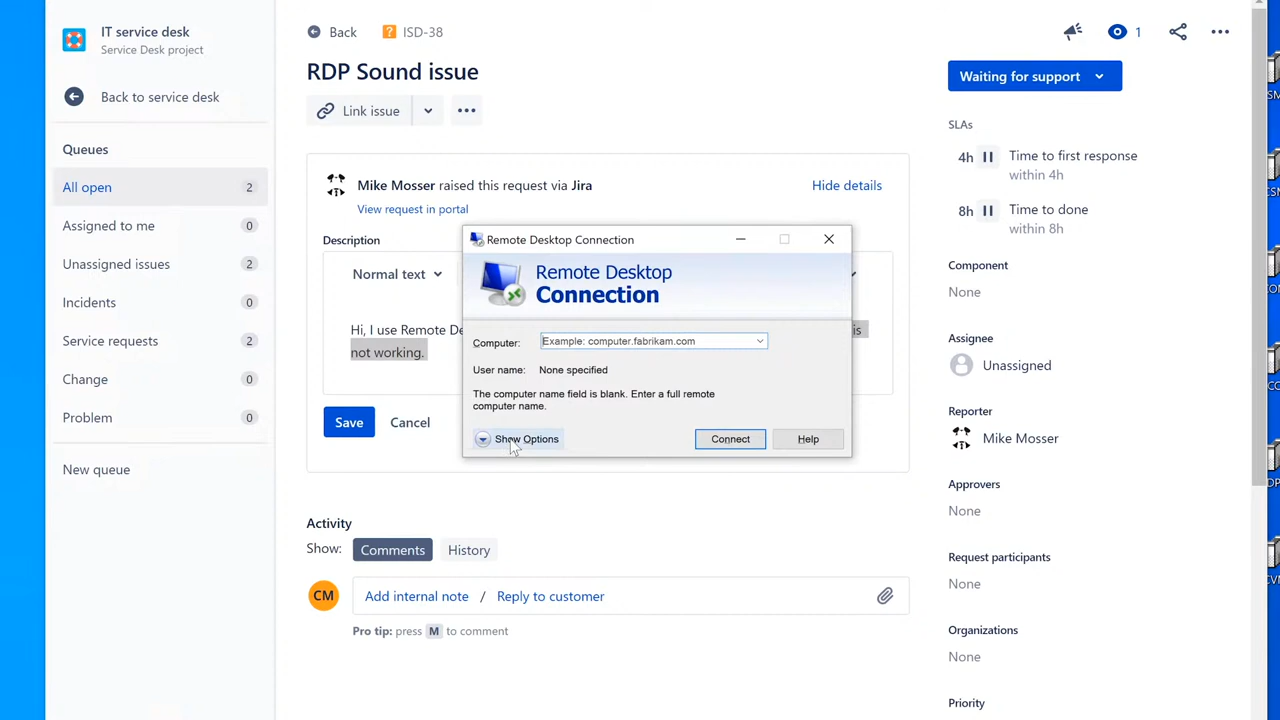 IT service desk
Service Desk project
Back to service desk
Queues
All open 2
Assigned to me 0
Unassigned issues 2
Incidents 0
Service requests 2
Change 0
Problem 0
New queue
Back ISD-38
RDP Sound issue
Link issue
Mike Mosser raised this request via Jira Hide details
View request in portal
Description
Normal text
Hi, I use Remote De is
not working.
Save Cancel
Remote Desktop Connection
Remote Desktop
Connection
Computer: Example: computer.fabrikam.com
User name: None specified
The computer name field is blank. Enter a full remote
computer name.
Show Options Connect Help
Activity
Show: Comments History
CM Add internal note / Reply to customer
Pro tip: press M to comment
1
Waiting for support
SLAs
4h Time to first response
within 4h
8h Time to done
within 8h
Component
None
Assignee
Unassigned
Reporter
Mike Mosser
Approvers
None
Request participants
None
Organizations
None
Priority